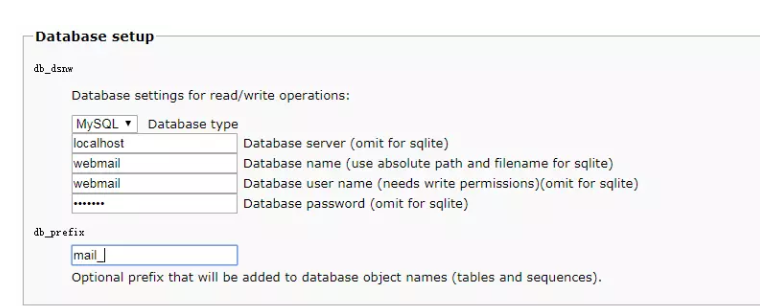 Database setup
db_dsnw
Database settings for read/write operations:
MySQL Database type
localhost Database server (omit for sqlite)
webmail Database name (use absolute path and filename for sqlite)
webmail Database user name (needs write permissions)(omit for sqlite)
••••••• Database password (omit for sqlite)
db_prefix
mail_
Optional prefix that will be added to database object names (tables and sequences).